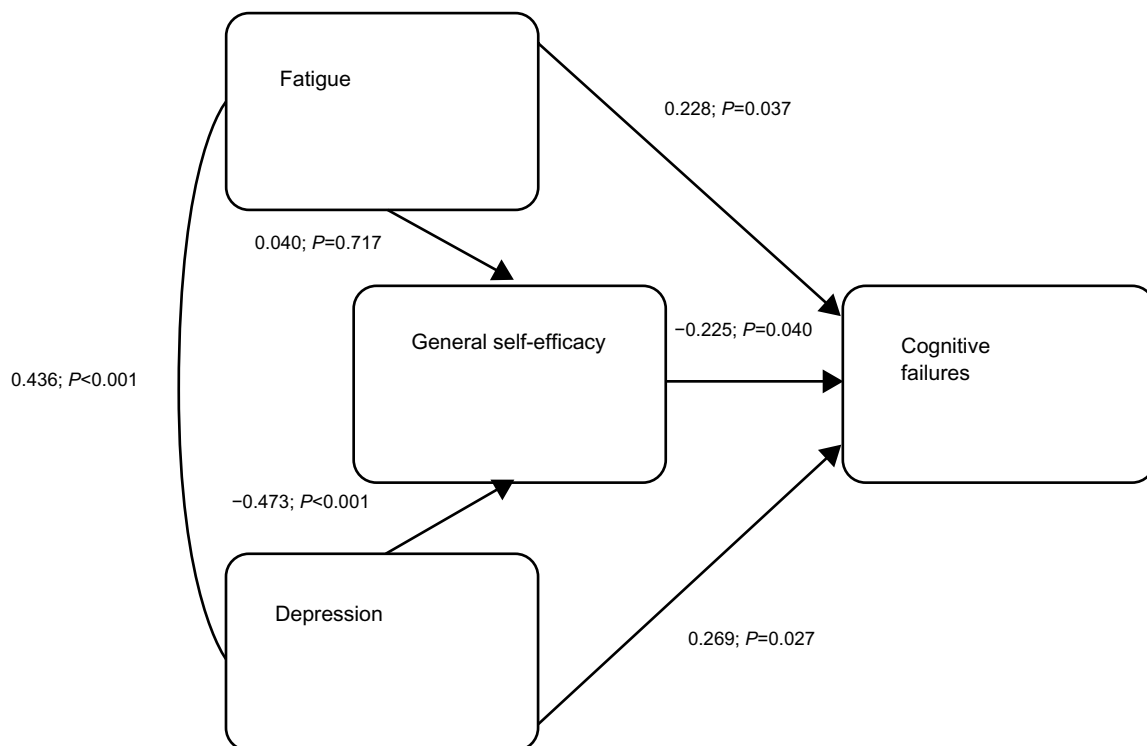 Fatigue
0.228; P=0.037
0.040; P=0.717
General self-efficacy
−0.225; P=0.040
Cognitive
failures
0.436; P<0.001
−0.473; P<0.001
Depression
0.269; P=0.027